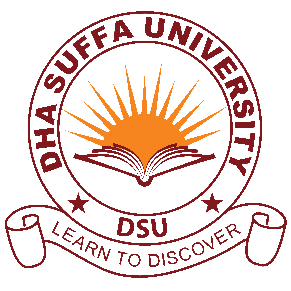 DHA SUFFA UNIVERSITY
DSU
LEARN TO DISCOVER